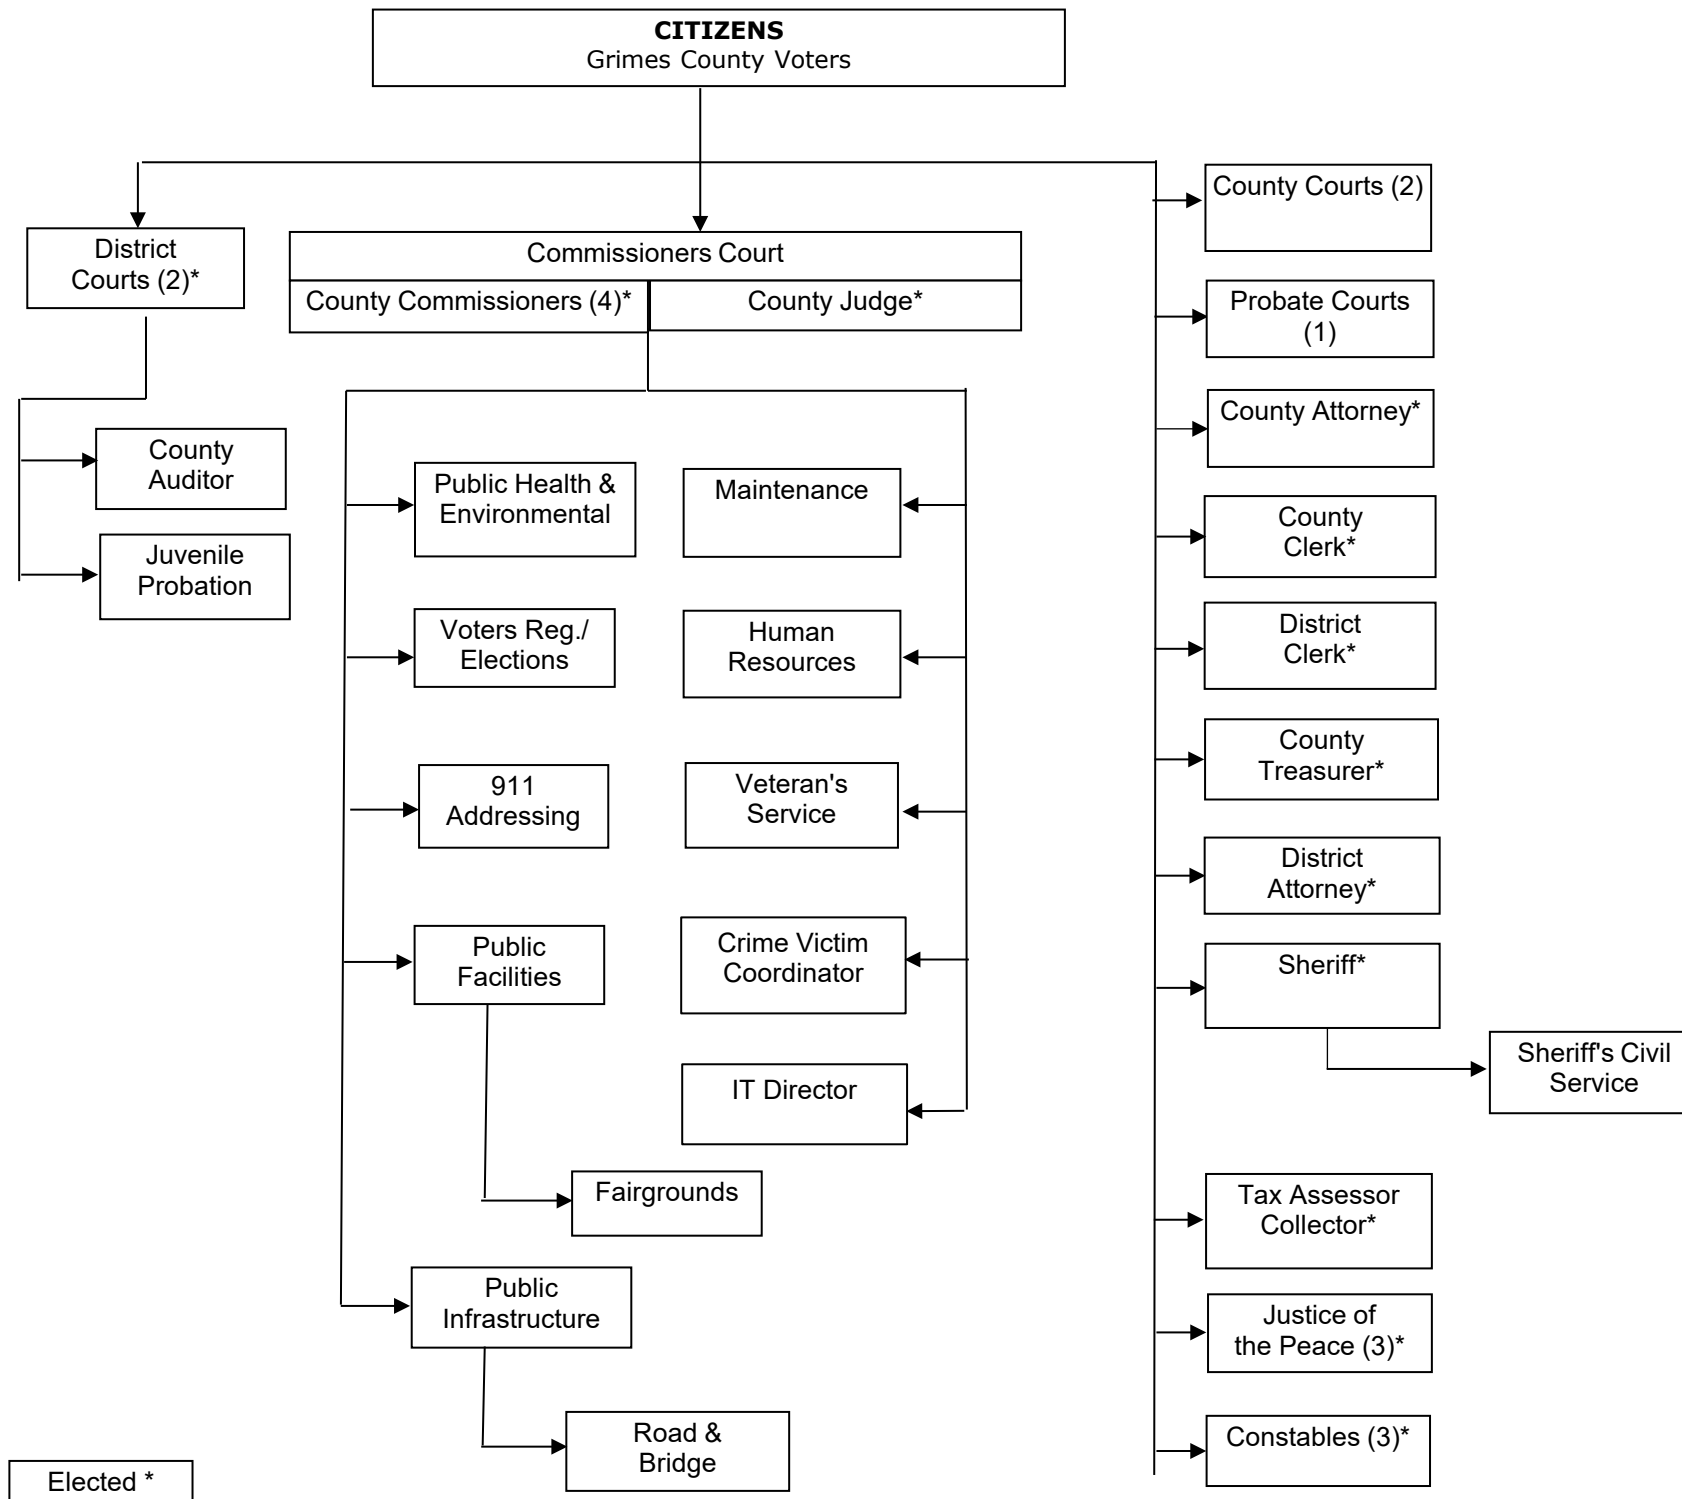 CITIZENS
Grimes County Voters
District
Courts (2)*
County
Auditor
Juvenile
Probation
Commissioners Court
County Commissioners (4)*
County Judge*
Public Health &
Environmental
Voters Reg./
Elections
911
Addressing
Public
Facilities
Fairgrounds
Public
Infrastructure
Road &
Bridge
Maintenance
Human
Resources
Veteran's
Service
Crime Victim
Coordinator
IT Director
County Courts (2)
Probate Courts
(1)
County Attorney*
County
Clerk*
District
Clerk*
County
Treasurer*
District
Attorney*
Sheriff*
Sheriff's Civil
Service
Tax Assessor
Collector*
Justice of
the Peace (3)*
Constables (3)*
Elected *